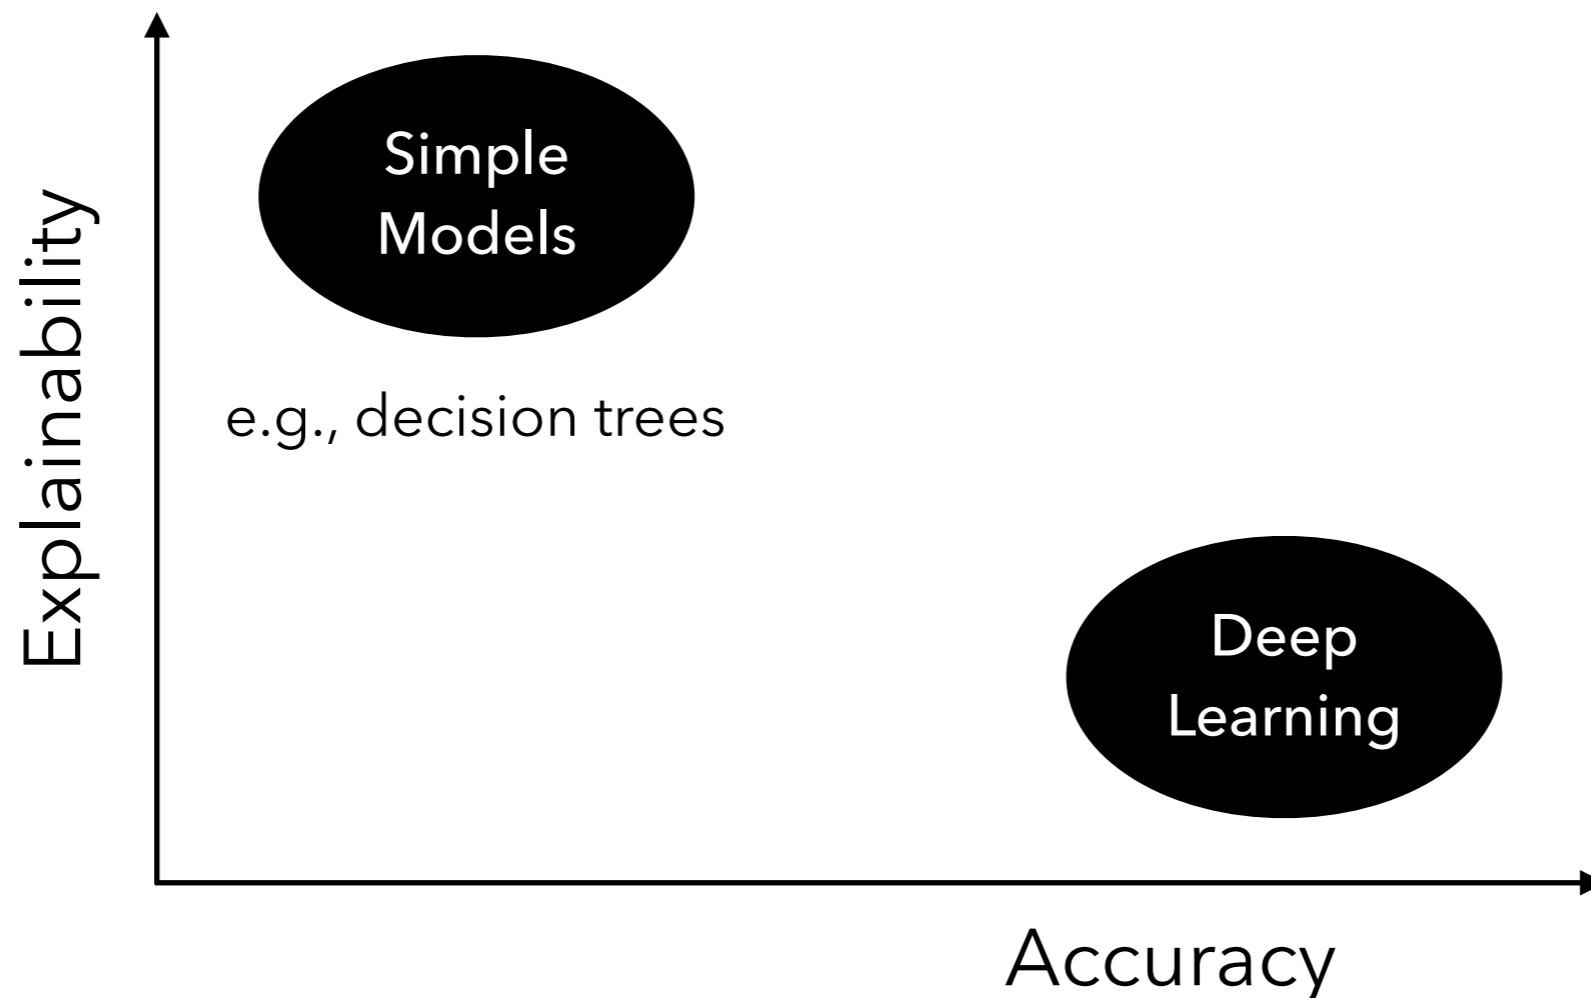 Explainability
Simple
Models
e.g., decision trees
Deep
Learning
Accuracy